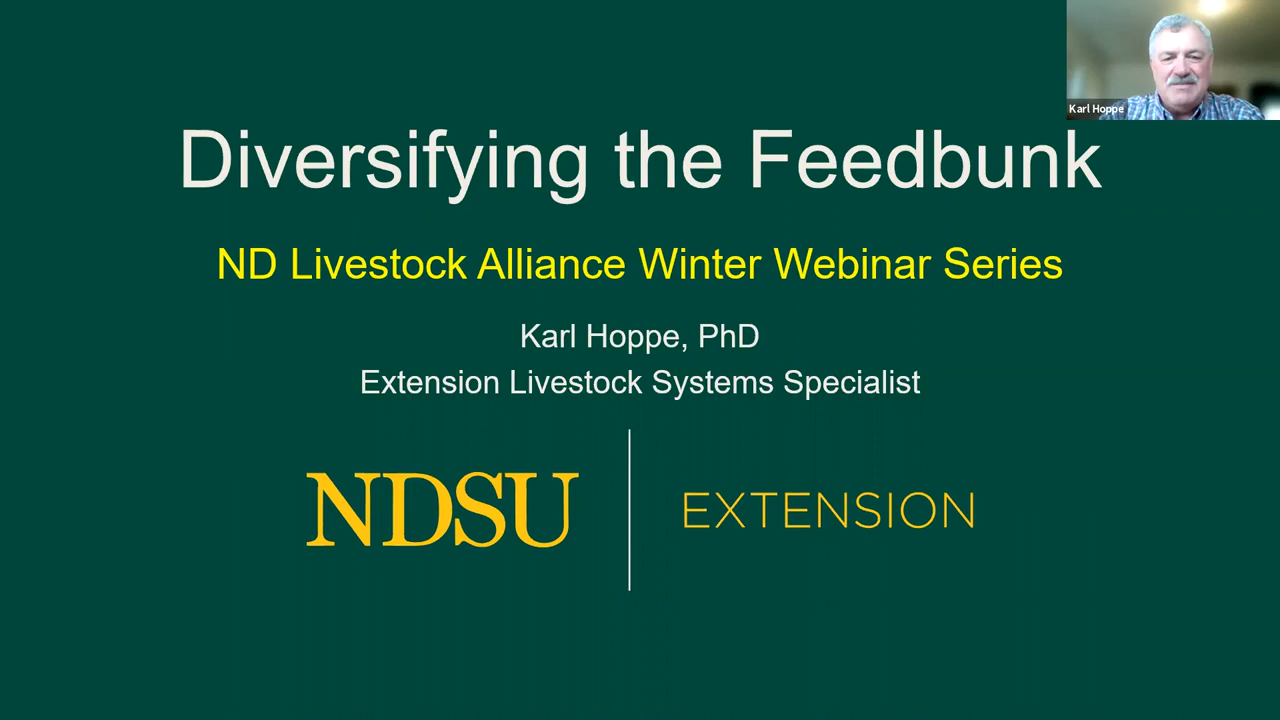 Karl Hoppe
Diversifying the Feedbunk
ND Livestock Alliance Winter Webinar Series
Karl Hoppe, PhD
Extension Livestock Systems Specialist
NDSU
EXTENSION